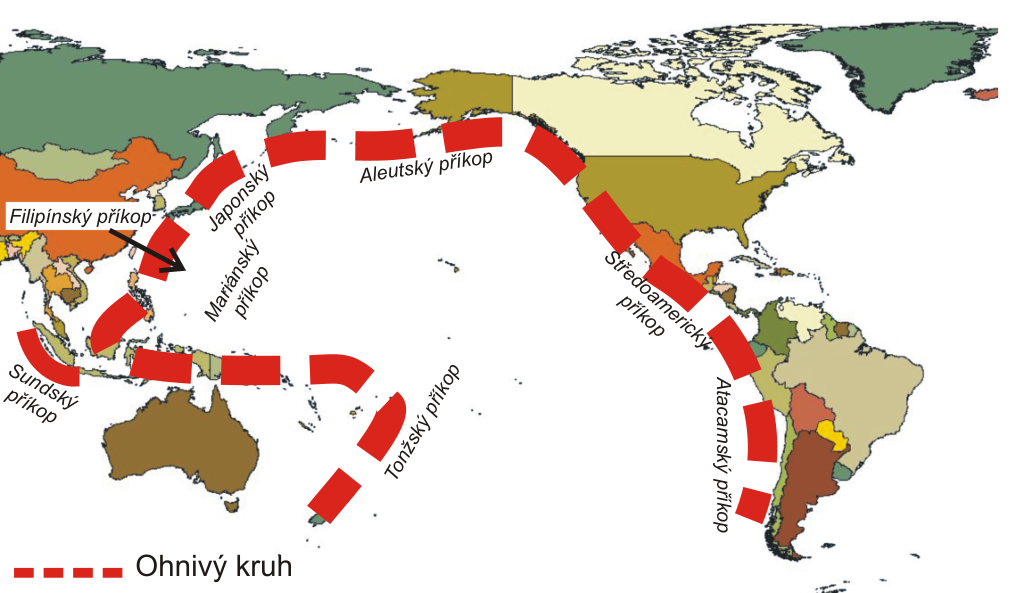 Aleutský příkop
Japonský
příkop
Filipínský příkop
Mariánský
příkop
Středoamerický
příkop
Sundský
příkop
Tonžský příkop
Atacamský příkop
Ohnivý kruh